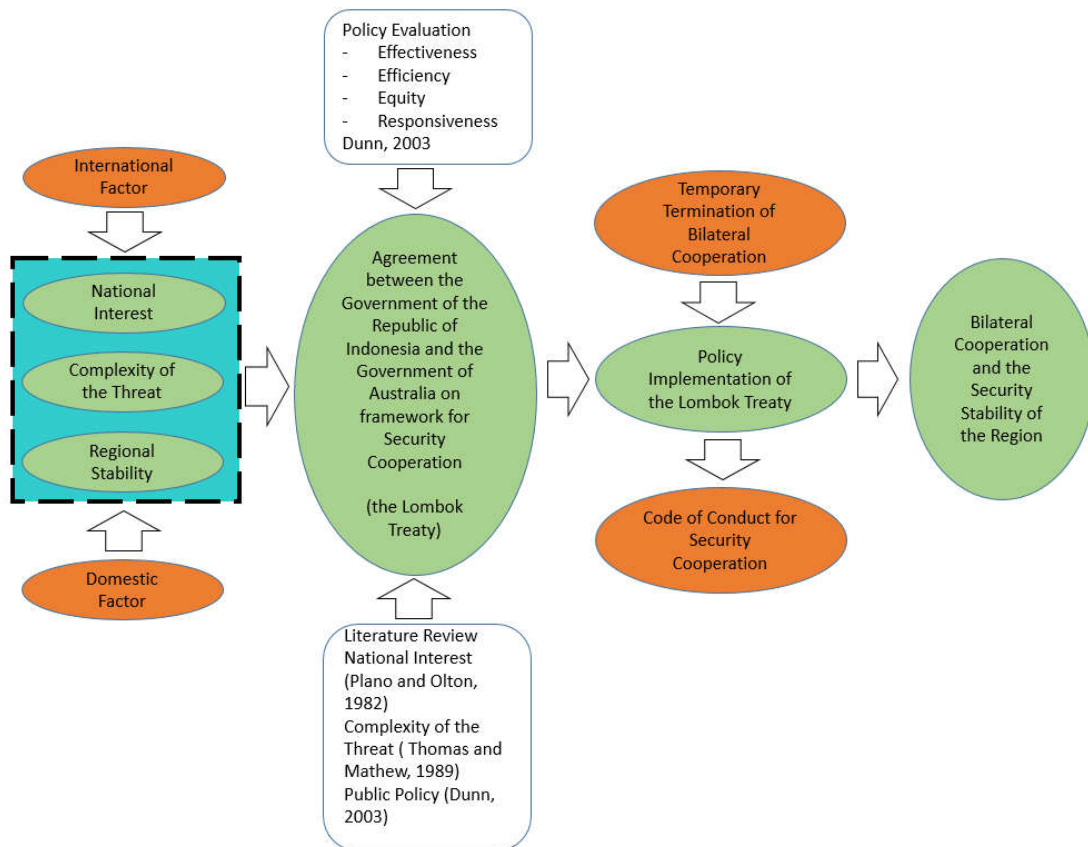 Policy Evaluation
- Effectiveness
- Efficiency
- Equity
- Responsiveness
Dunn, 2003
International
Factor
National
Interest
Complexity of
the Threat
Regional
Stability
Domestic
Factor
Agreement
between the
Government of the
Republic of
Indonesia and the
Government of
Australia on
framework for
Security
Cooperation
(the Lombok
Treaty)
Literature Review
National Interest
(Plano and Olton,
1982)
Complexity of the
Threat ( Thomas and
Mathew, 1989)
Public Policy (Dunn,
2003)
Temporary
Termination of
Bilateral
Cooperation
Policy
Implementation of
the Lombok Treaty
Code of Conduct for
Security
Cooperation
Bilateral
Cooperation
and the
Security
Stability of
the Region